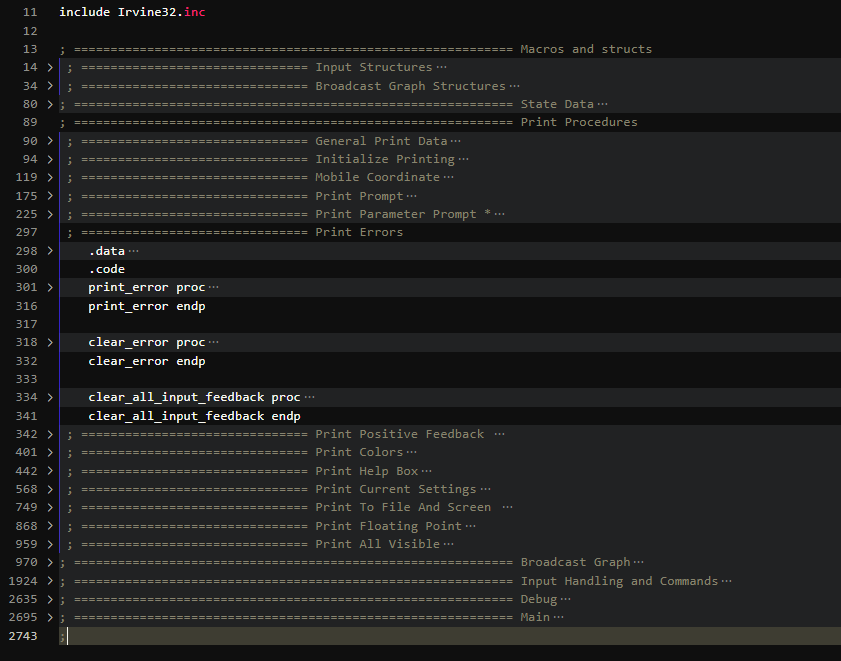 11 include Irvine32.inc
12
13 ; ============================================================ Macros and structs
14 ; =============================== Input Structures ···
34 ; =============================== Broadcast Graph Structures ···
80 ; ============================================================ State Data ···
89 ; ============================================================ Print Procedures
90 ; =============================== General Print Data ···
94 ; =============================== Initialize Printing ···
119 ; =============================== Mobile Coordinate ···
175 ; =============================== Print Prompt ···
225 ; =============================== Print Parameter Prompt * ···
297 ; =============================== Print Errors
298 .data ···
300 .code
301 print_error proc ···
316 print_error endp
317
318 clear_error proc ···
332 clear_error endp
333
334 clear_all_input_feedback proc ···
341 clear_all_input_feedback endp
342 ; =============================== Print Positive Feedback ···
401 ; =============================== Print Colors ···
442 ; =============================== Print Help Box ···
568 ; =============================== Print Current Settings ···
749 ; =============================== Print To File And Screen ···
868 ; =============================== Print Floating Point ···
959 ; =============================== Print All Visible ···
970 ; ============================================================ Broadcast Graph ···
1924 ; ============================================================ Input Handling and Commands ···
2635 ; ============================================================ Debug ···
2695 ; ============================================================ Main ···
2743 ;